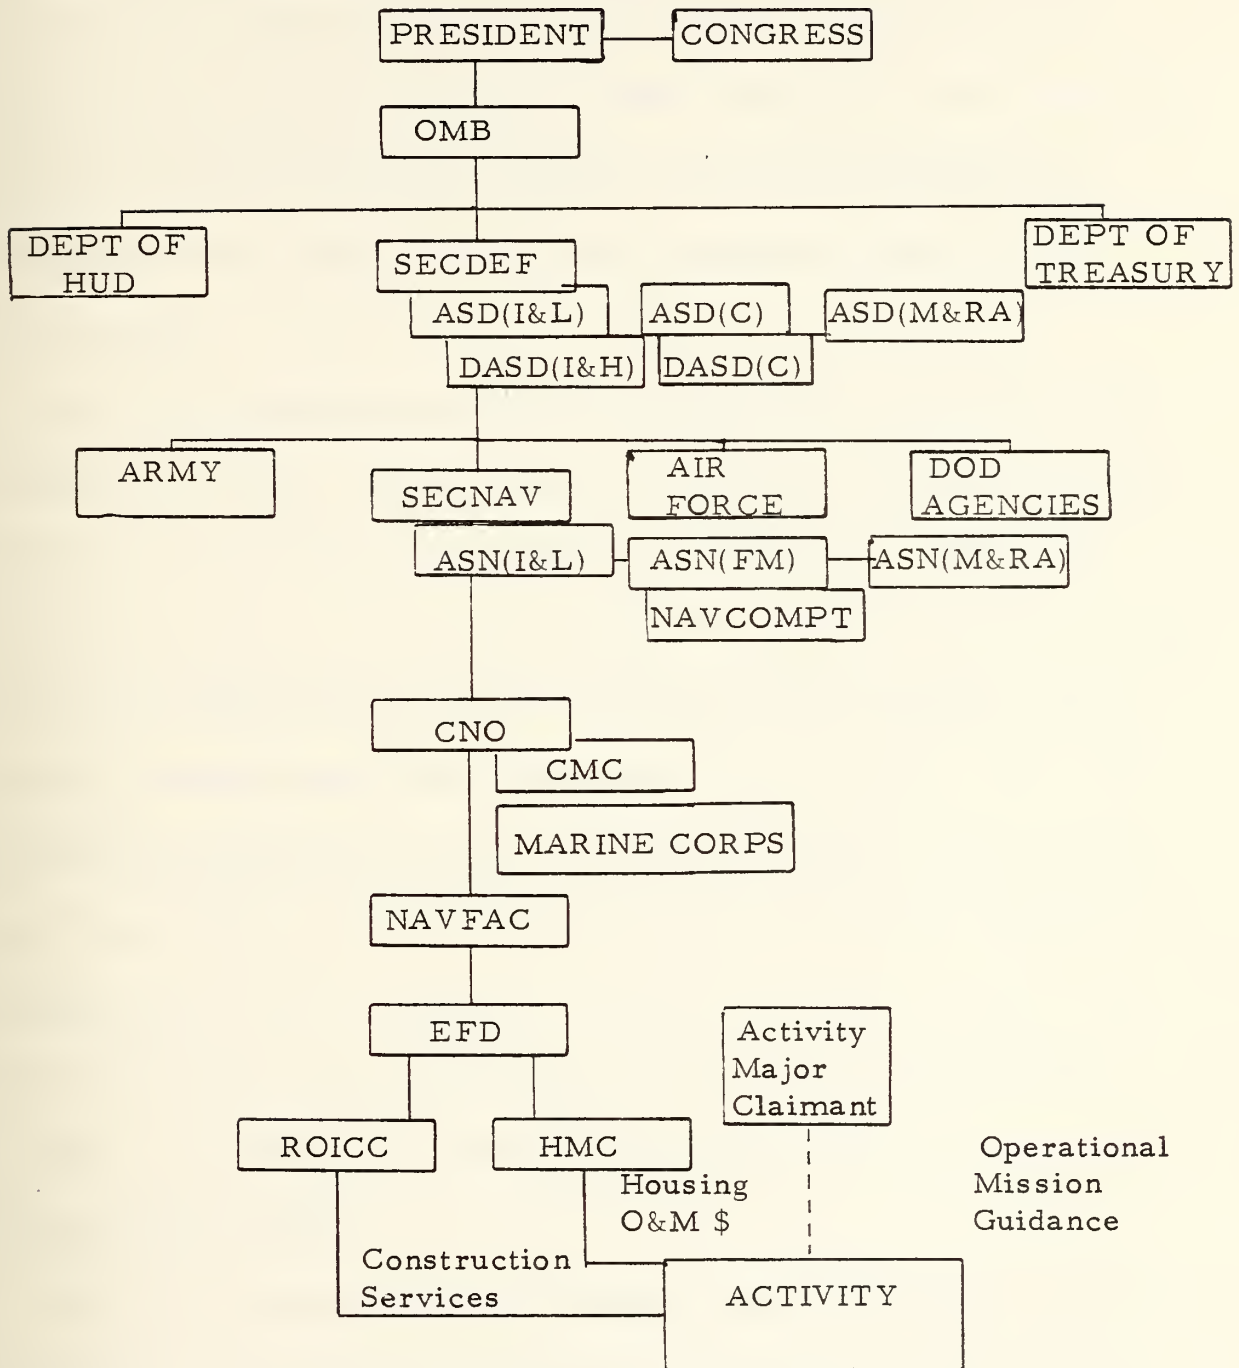 PRESIDENT
CONGRESS
OMB
DEPT OF
HUD
SECDEF
DEPT OF
TREASURY
ASD(I&L)
ASD(C)
ASD(M&RA)
DASD(I&H)
DASD(C)
ARMY
SECNAV
AIR
FORCE
DOD
AGENCIES
ASN(I&L)
ASN(FM)
ASN(M&RA)
NAVCOMPT
CNO
CMC
MARINE CORPS
NAVFAC
EFD
Activity
Major
Claimant
ROICC
HMC
Housing
O&M $
Operational
Mission
Guidance
Construction
Services
ACTIVITY